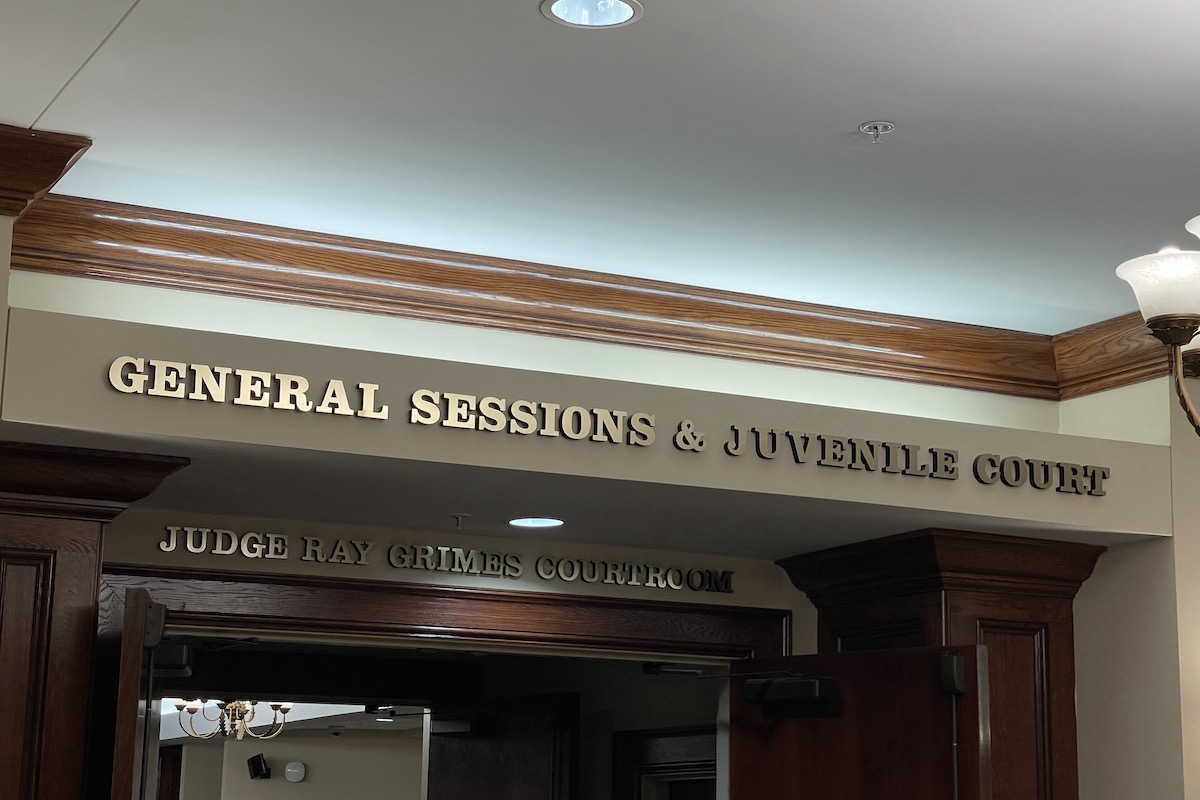 GENERAL SESSIONS & JUVENILE COURT
JUDGE RAY GRIMES COURTROOM